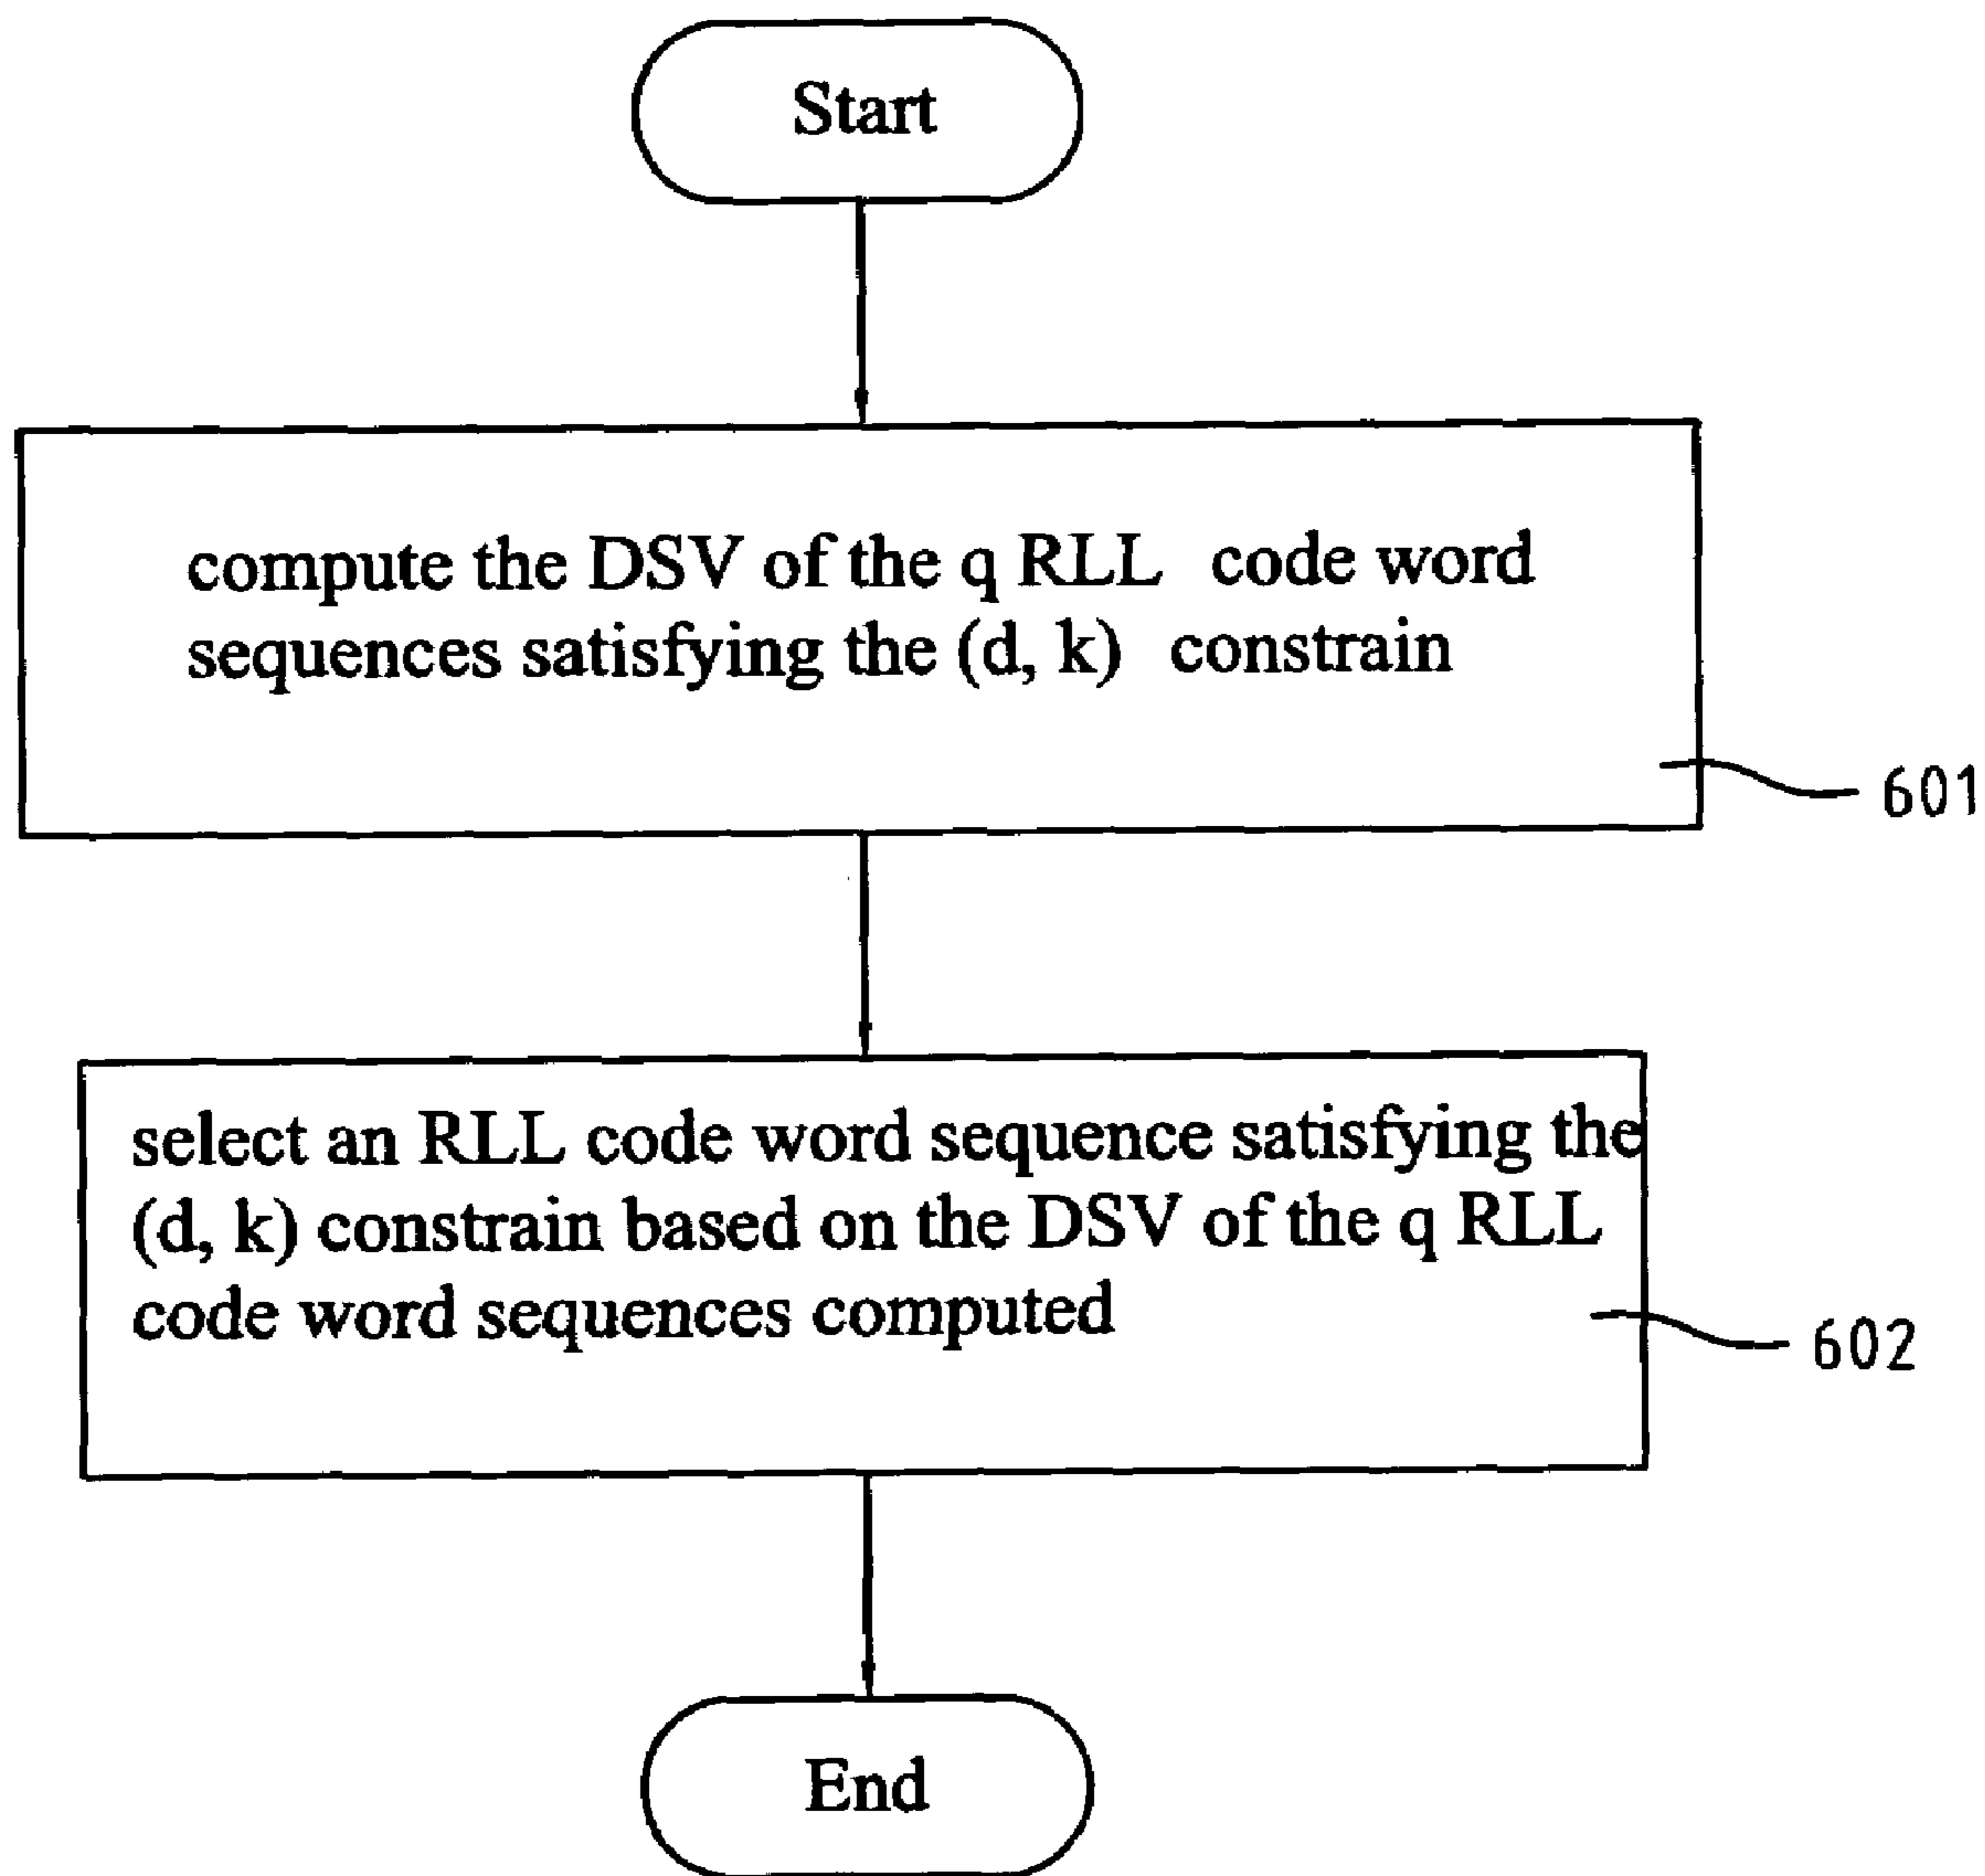 Start
compute the DSV of the q RLL code word
sequences satisfying the (d, k) constrain
601
select an RLL code word sequence satisfying the
(d, k) constrain based on the DSV of the q RLL
code word sequences computed
602
End